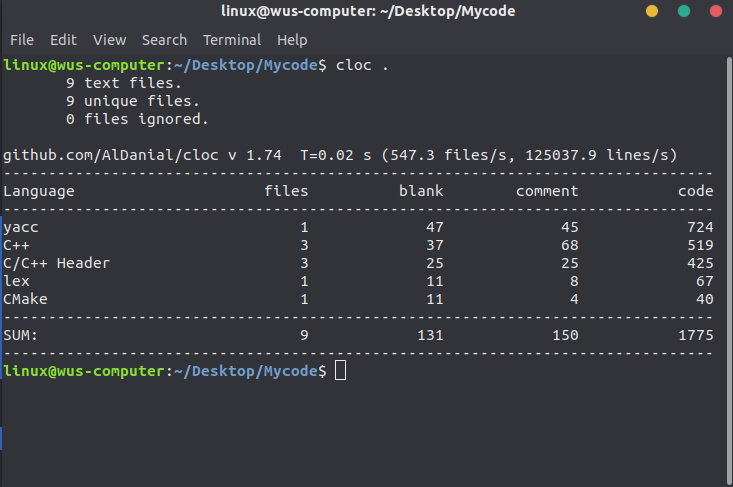 linux@wus-computer: ~/Desktop/Mycode
File Edit View Search Terminal Help
linux@wus-computer:~/Desktop/Mycode$ cloc .
       9 text files.
       9 unique files.
       0 files ignored.
github.com/AlDanial/cloc v 1.74  T=0.02 s (547.3 files/s, 125037.9 lines/s)
-------------------------------------------------------------------------------
Language                     files          blank        comment           code
-------------------------------------------------------------------------------
yacc                             1             47             45            724
C++                              3             37             68            519
C/C++ Header                     3             25             25            425
lex                              1             11              8             67
CMake                            1             11              4             40
-------------------------------------------------------------------------------
SUM:                             9            131            150           1775
-------------------------------------------------------------------------------
linux@wus-computer:~/Desktop/Mycode$